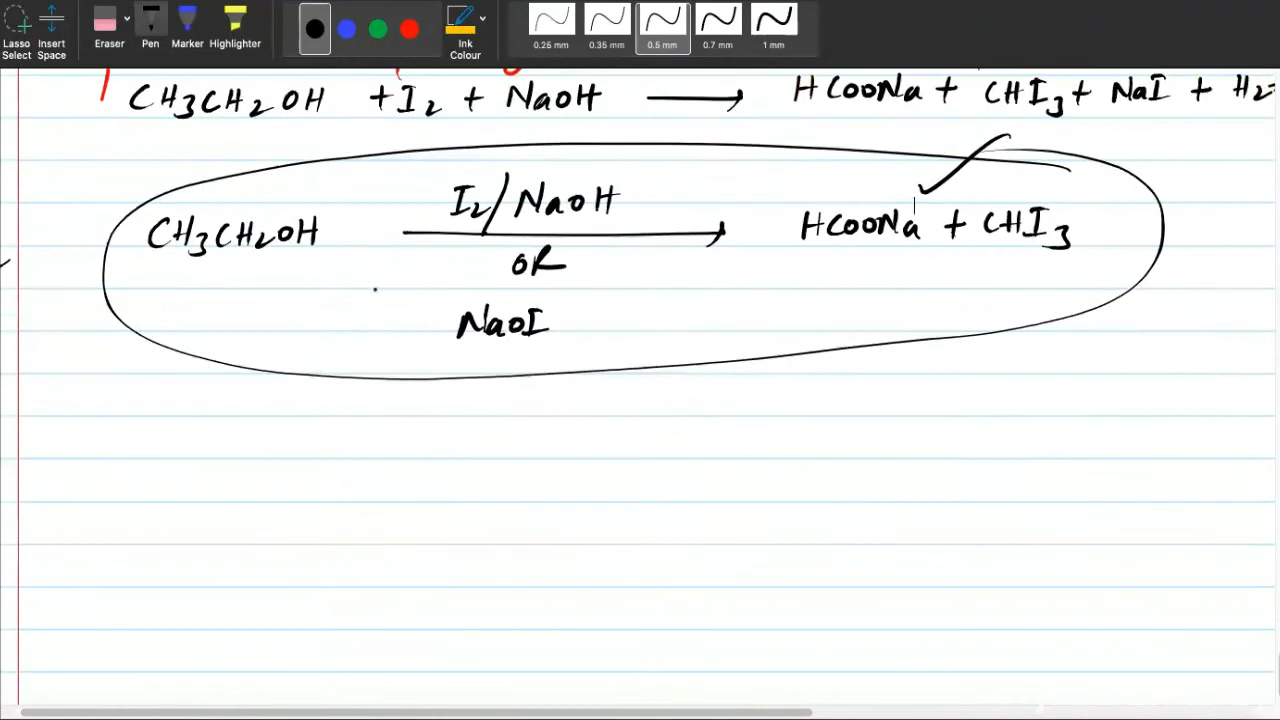 Lasso Select Insert Space Eraser Pen Marker Highlighter Ink Colour 0.25 mm 0.35 mm 0.5 mm 0.7 mm 1 mm
CH3CH2OH + I2 + NaOH → HCOONa + CHI3 + NaI + H2
I2/NaOH
CH3CH2OH → HCOONa + CHI3
OR
NaOI